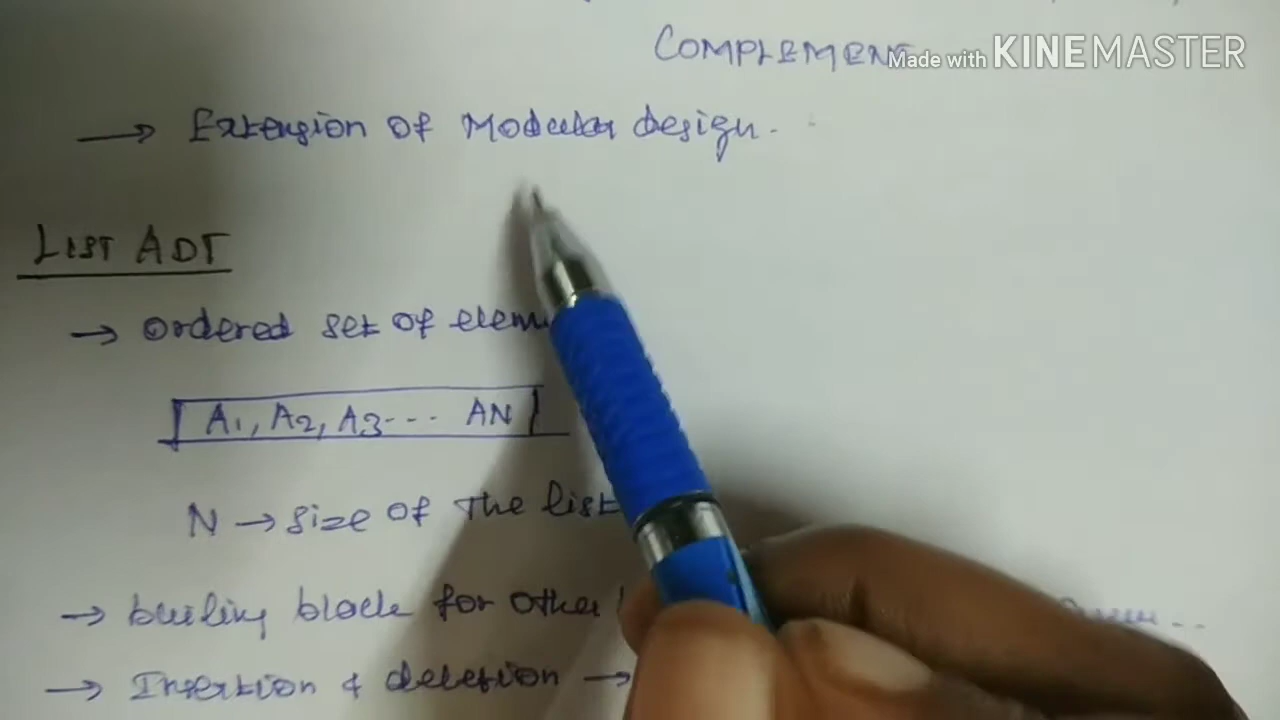 COMPLEMENT
Made with KINEMASTER
→ Extension of Modular design.
LIST ADT
→ Ordered set of elem
A1, A2, A3--- AN
N → size of The list
→ builing block for other
→ Insertion & deletion →